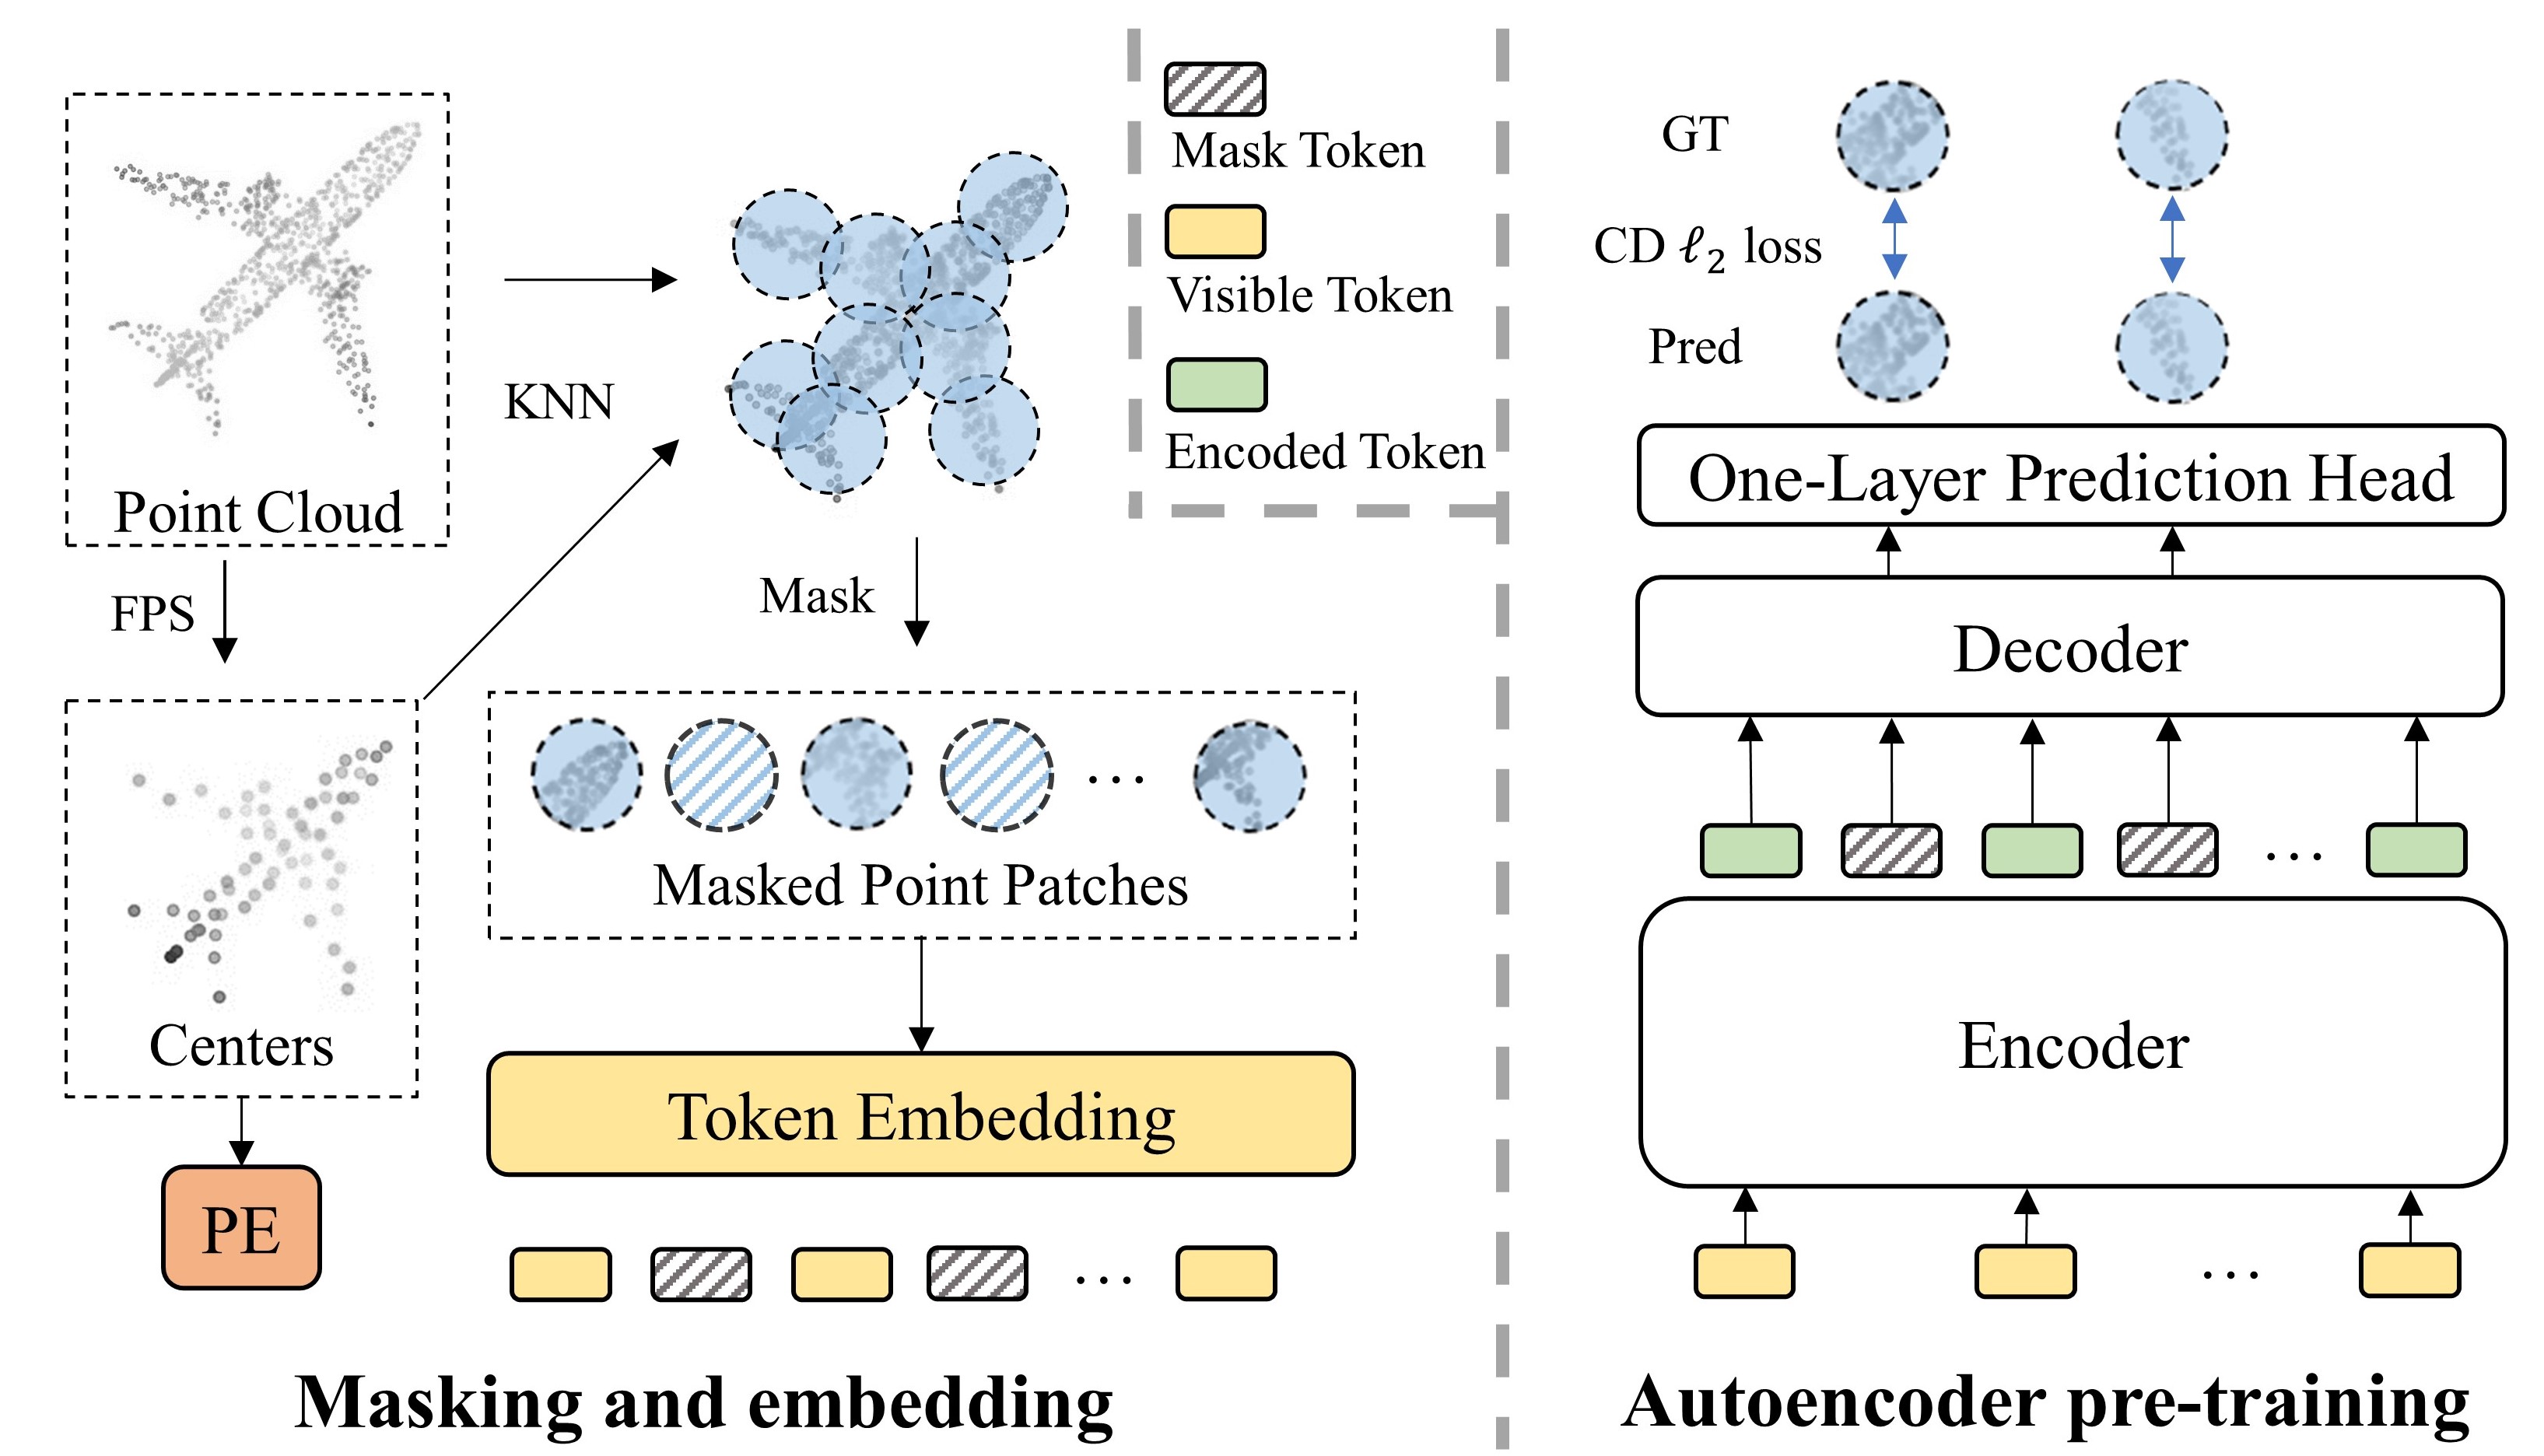 Point Cloud
FPS
Centers
PE
KNN
Mask
Masked Point Patches
Token Embedding
...
Mask Token
Visible Token
Encoded Token
Masking and embedding
GT
CD ℓ₂ loss
Pred
One-Layer Prediction Head
Decoder
...
Encoder
...
Autoencoder pre-training